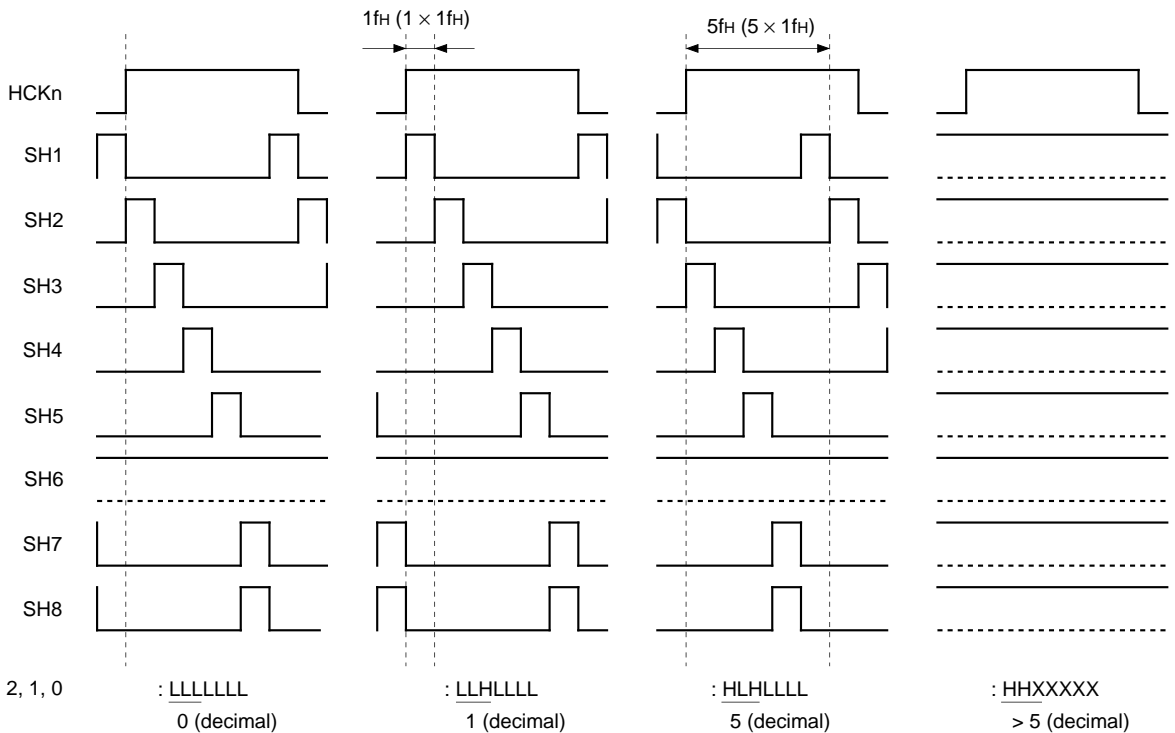 1fH (1 × 1fH)
5fH (5 × 1fH)
HCKn
SH1
SH2
SH3
SH4
SH5
SH6
SH7
SH8
2, 1, 0 : LLLLLLL : LLHLLLL : HLHLLLL : HHXXXXX
0 (decimal) 1 (decimal) 5 (decimal) > 5 (decimal)